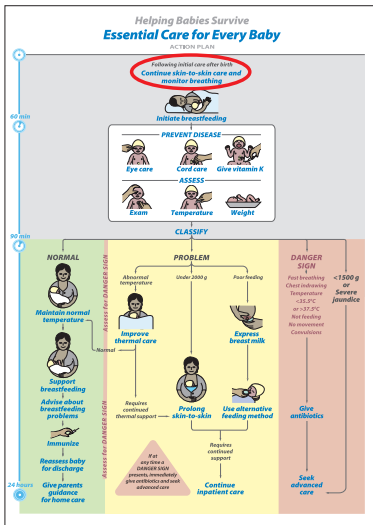 Helping Babies Survive
Essential Care for Every Baby
ACTION PLAN
Following initial care after birth
Continue skin-to-skin care and
monitor breathing
Initiate breastfeeding
60 min
PREVENT DISEASE
Eye care
Cord care
Give vitamin K
ASSESS
Exam
Temperature
Weight
90 min
CLASSIFY
NORMAL
Maintain normal
temperature
Support
breastfeeding
Advise about
breastfeeding
problems
Immunize
Reassess baby
for discharge
Give parents
guidance
for home care
24 hours
Assess for DANGER SIGN
Assess for DANGER SIGN
PROBLEM
Abnormal
temperature
Improve
thermal care
Normal
Requires
continued
thermal support
Under 2000 g
Prolong
skin-to-skin
Poor feeding
Express
breast milk
Use alternative
feeding method
Requires
continued
support
Continue
inpatient care
If at
any time a
DANGER SIGN
presents, immediately
give antibiotics and seek
advanced care
DANGER
SIGN
Fast breathing
Chest indrawing
Temperature
<35.5°C
or >37.5°C
Not feeding
No movement
Convulsions
Give
antibiotics
Seek
advanced
care
<1500 g
or
Severe
jaundice